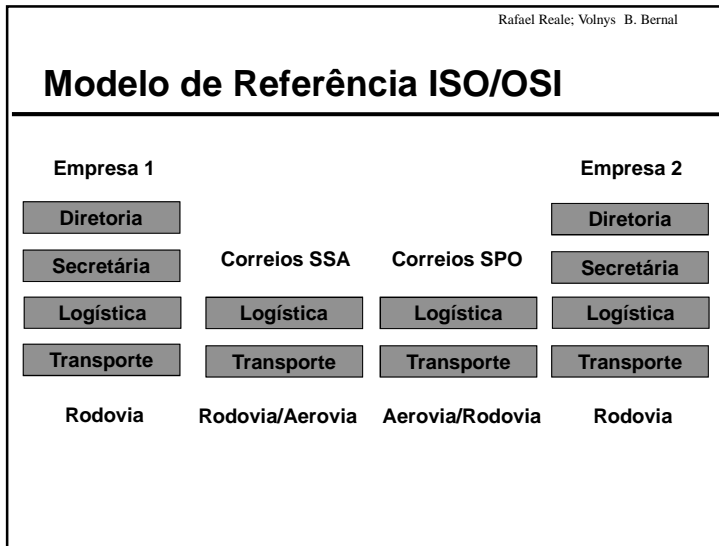 Rafael Reale; Volnys B. Bernal
Modelo de Referência ISO/OSI
Empresa 1
Empresa 2
Diretoria
Diretoria
Secretária
Correios SSA
Correios SPO
Secretária
Logística
Logística
Logística
Logística
Transporte
Transporte
Transporte
Transporte
Rodovia
Rodovia/Aerovia
Aerovia/Rodovia
Rodovia